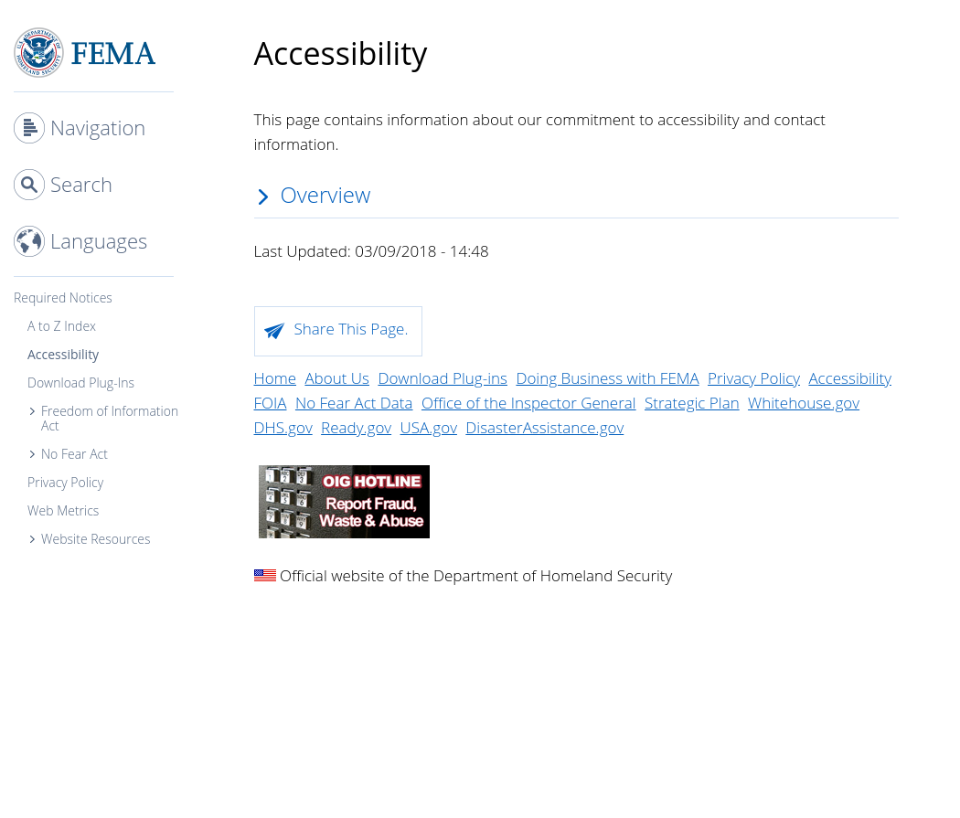 FEMA
Navigation
Search
Languages
Required Notices
A to Z Index
Accessibility
Download Plug-Ins
Freedom of Information
Act
No Fear Act
Privacy Policy
Web Metrics
Website Resources
Accessibility
This page contains information about our commitment to accessibility and contact
information.
Overview
Last Updated: 03/09/2018 - 14:48
Share This Page.
Home About Us Download Plug-ins Doing Business with FEMA Privacy Policy Accessibility
FOIA No Fear Act Data Office of the Inspector General Strategic Plan Whitehouse.gov
DHS.gov Ready.gov USA.gov DisasterAssistance.gov
OIG HOTLINE
Report Fraud,
Waste & Abuse
Official website of the Department of Homeland Security